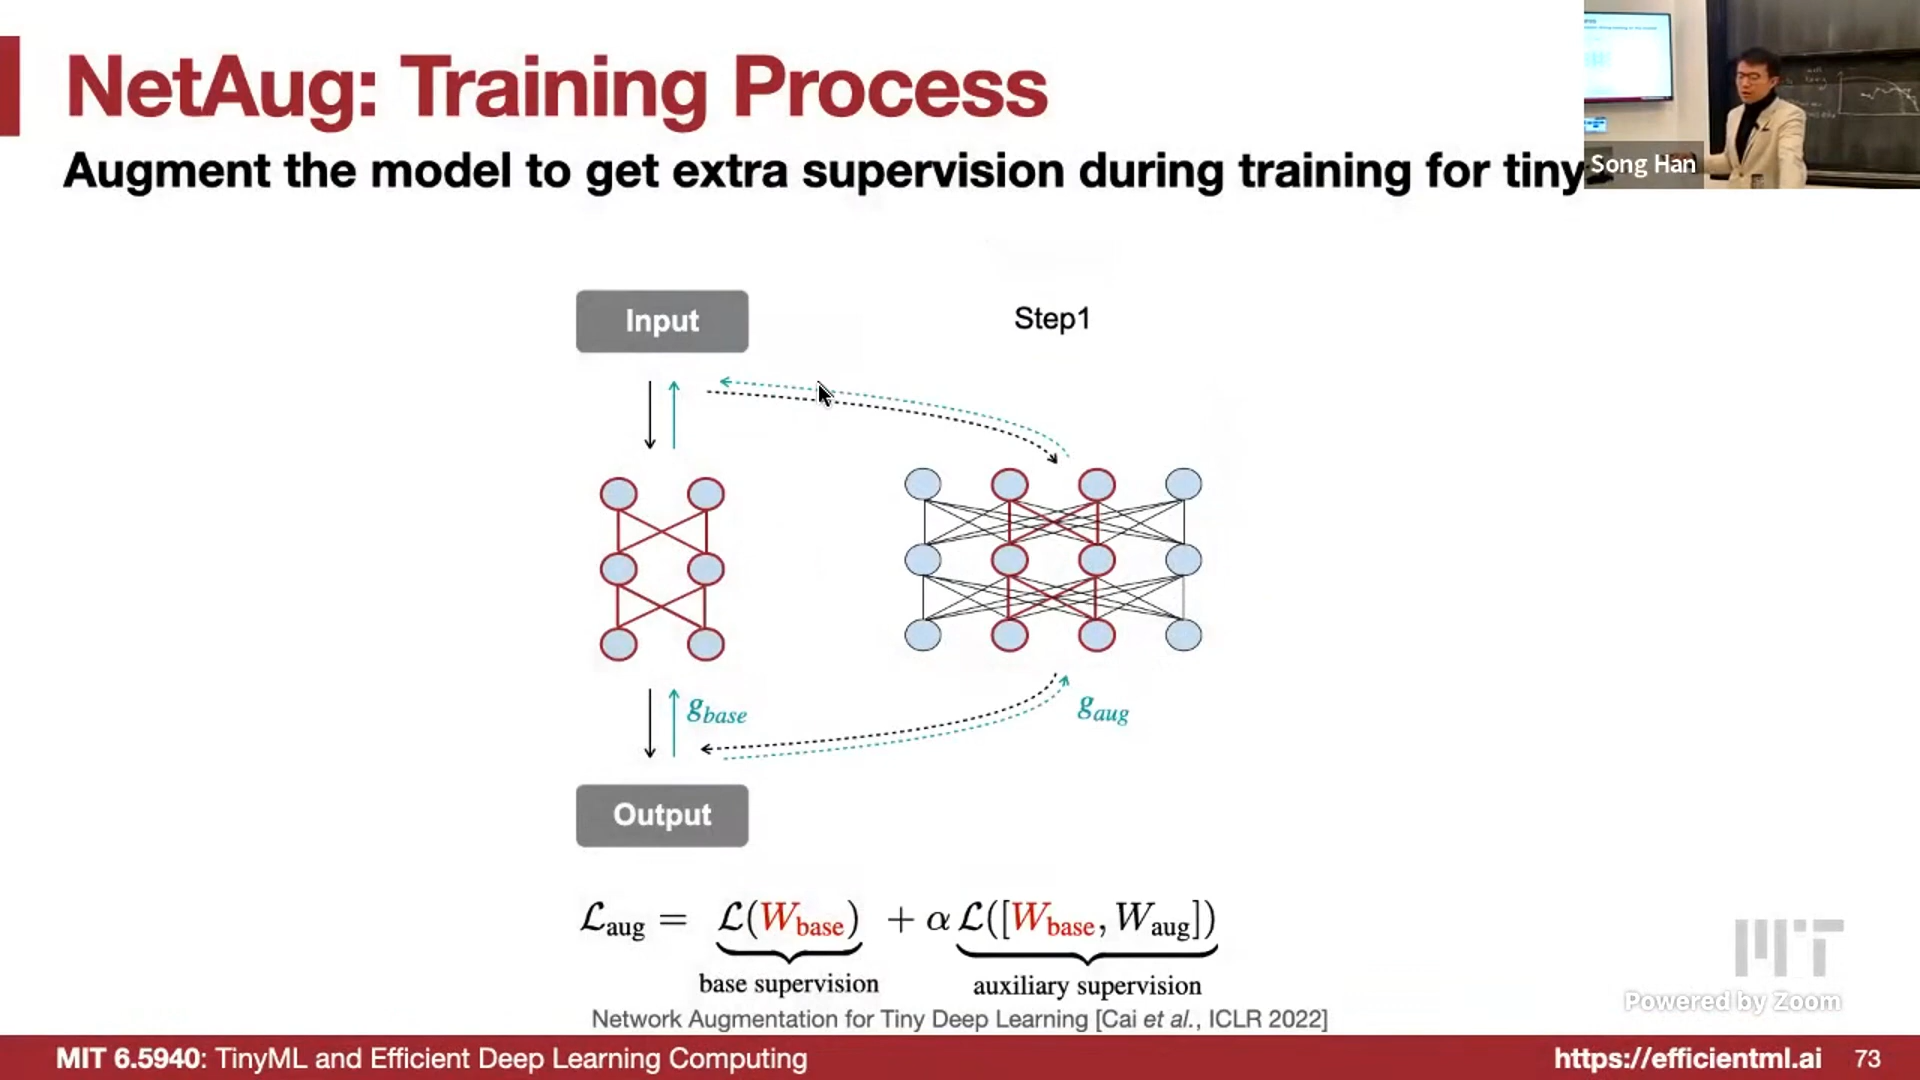 NetAug: Training Process
Augment the model to get extra supervision during training for tiny
Song Han
Input
Step1
g_base
g_aug
Output
ℒ_aug = ℒ(W_base) + α ℒ([W_base, W_aug])
base supervision
auxiliary supervision
Network Augmentation for Tiny Deep Learning [Cai et al., ICLR 2022]
MIT
Powered by Zoom
MIT 6.5940: TinyML and Efficient Deep Learning Computing
https://efficientml.ai
73